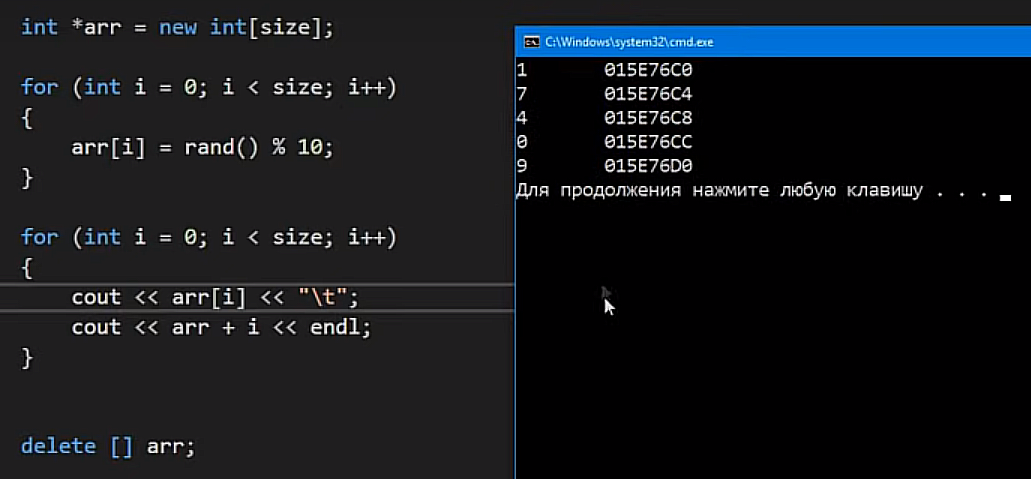 int *arr = new int[size];
for (int i = 0; i < size; i++)
{
arr[i] = rand() % 10;
}
for (int i = 0; i < size; i++)
{
cout << arr[i] << "\t";
cout << arr + i << endl;
}
delete [] arr;
C:\Windows\system32\cmd.exe
1 015E76C0
7 015E76C4
4 015E76C8
0 015E76CC
9 015E76D0
Для продолжения нажмите любую клавишу . . .